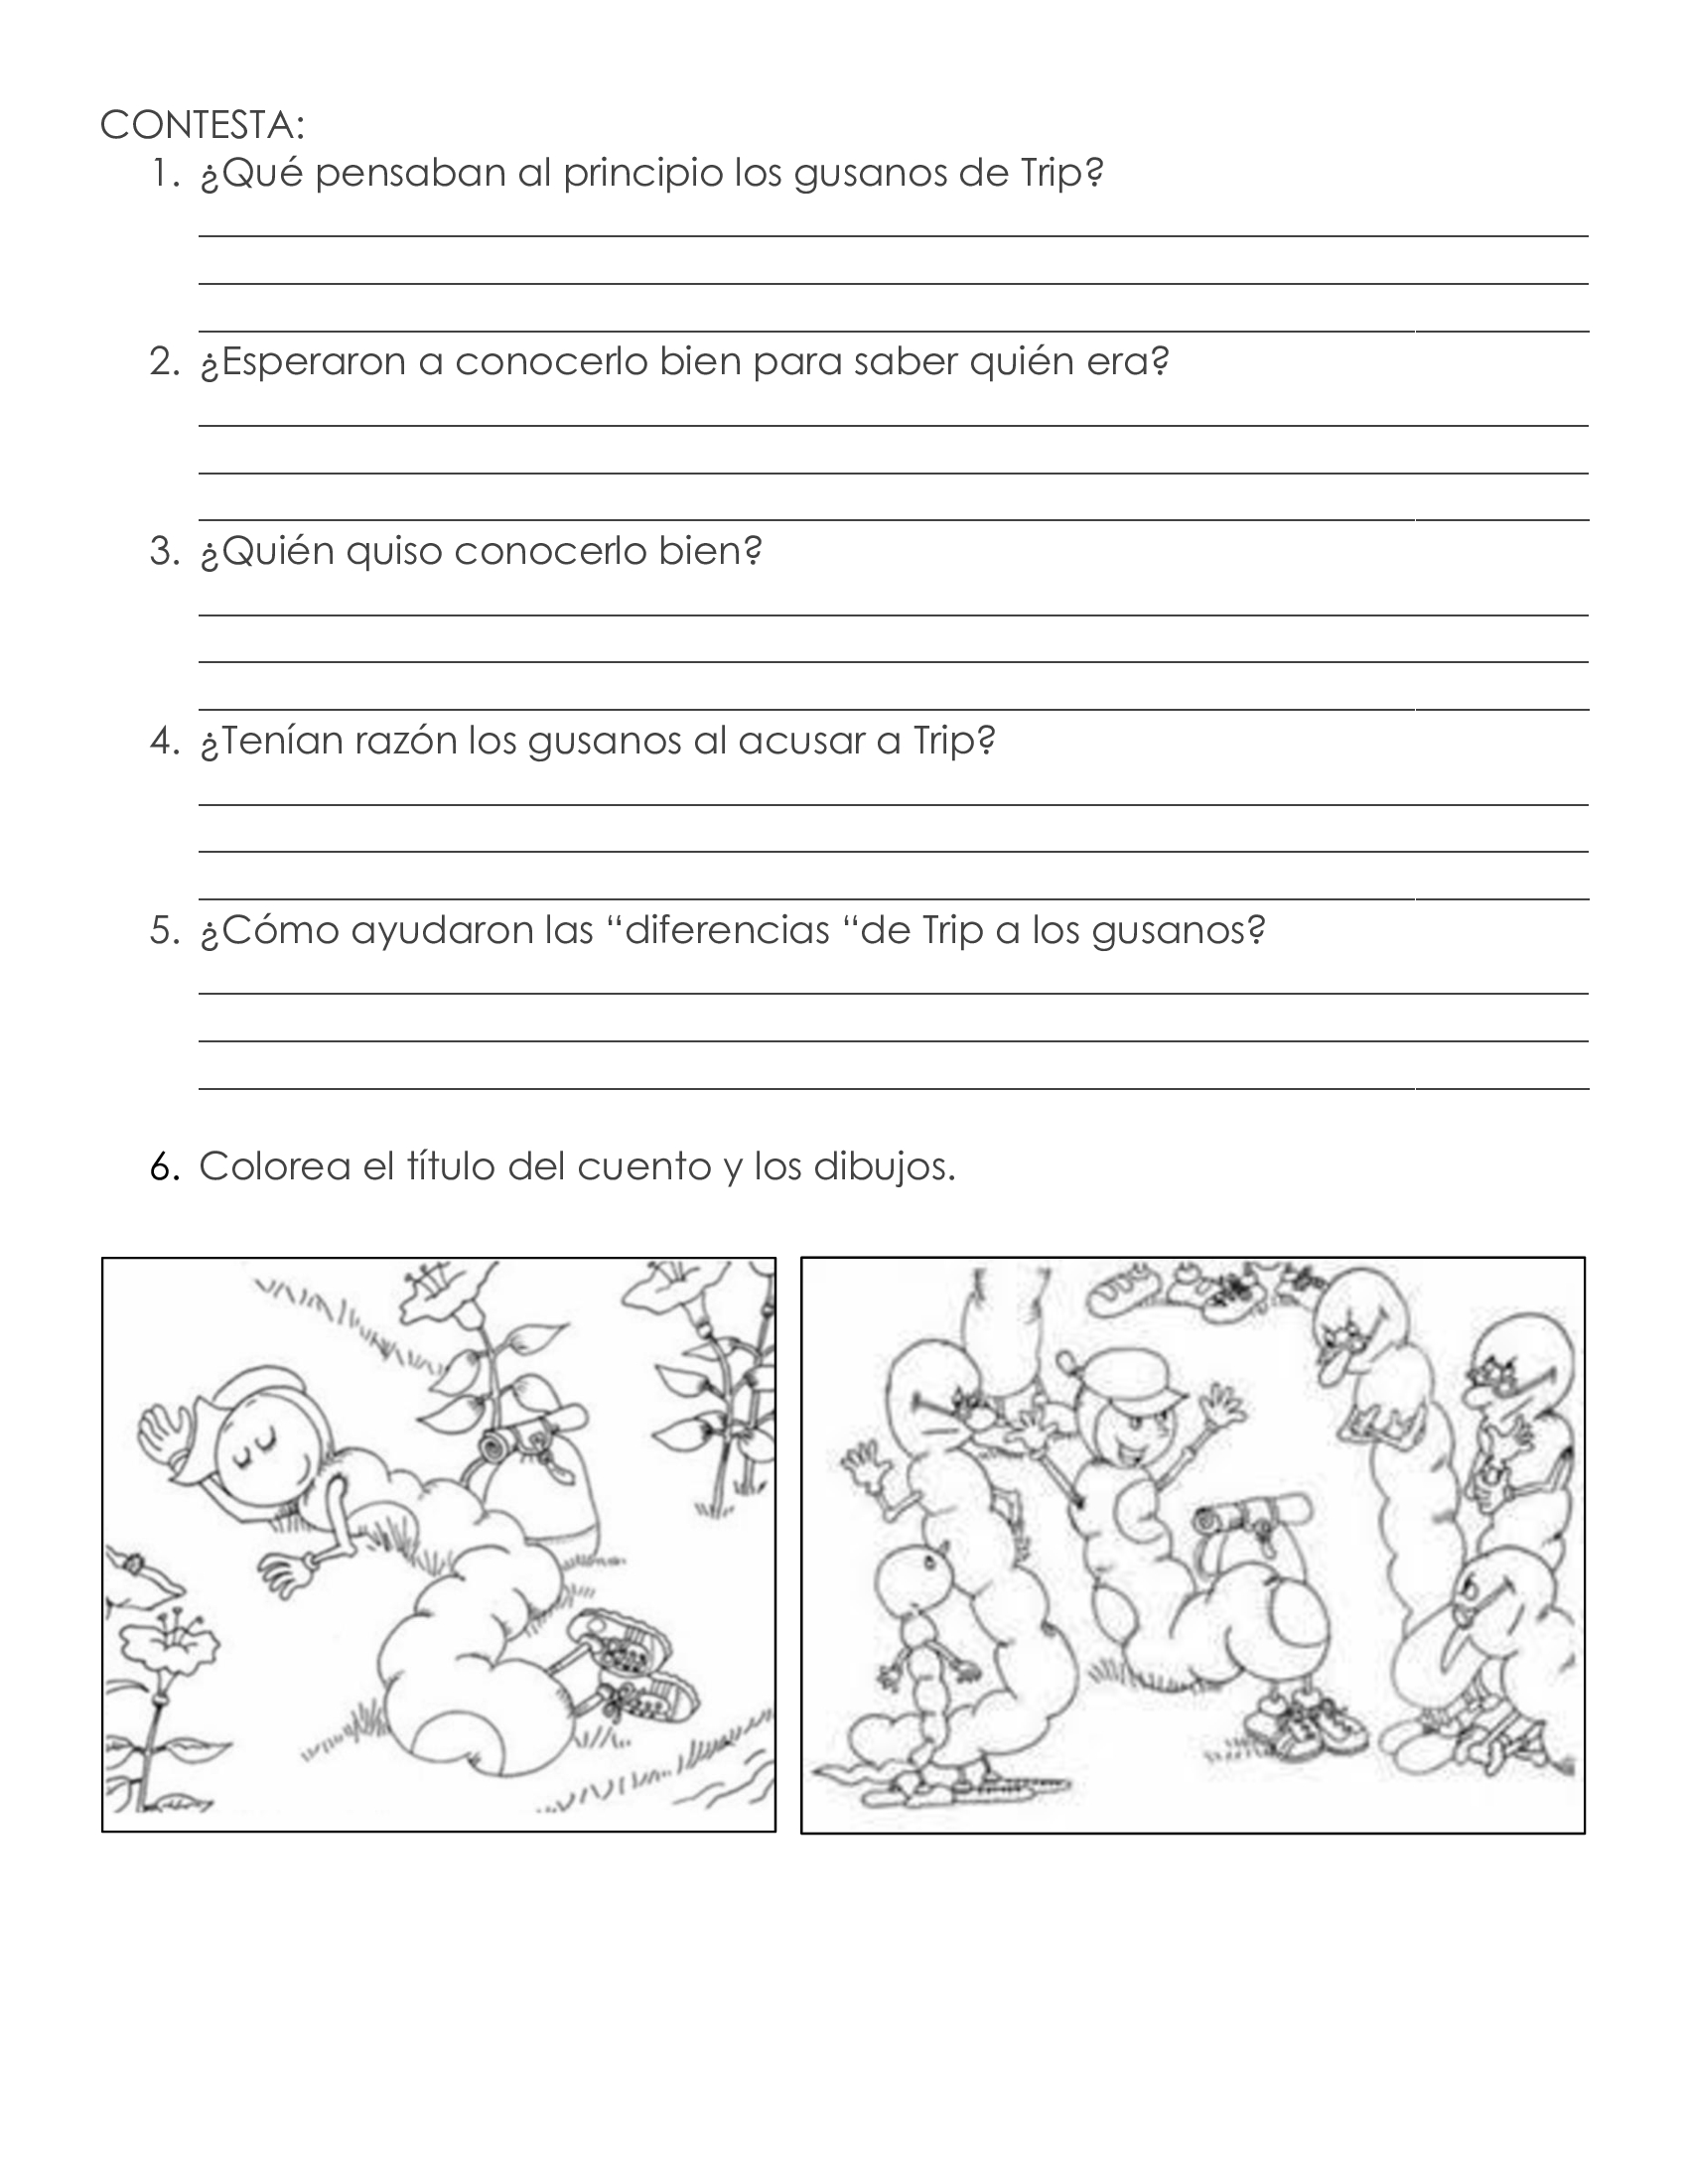 CONTESTA:
1. ¿Qué pensaban al principio los gusanos de Trip?
2. ¿Esperaron a conocerlo bien para saber quién era?
3. ¿Quién quiso conocerlo bien?
4. ¿Tenían razón los gusanos al acusar a Trip?
5. ¿Cómo ayudaron las “diferencias “de Trip a los gusanos?
6. Colorea el título del cuento y los dibujos.